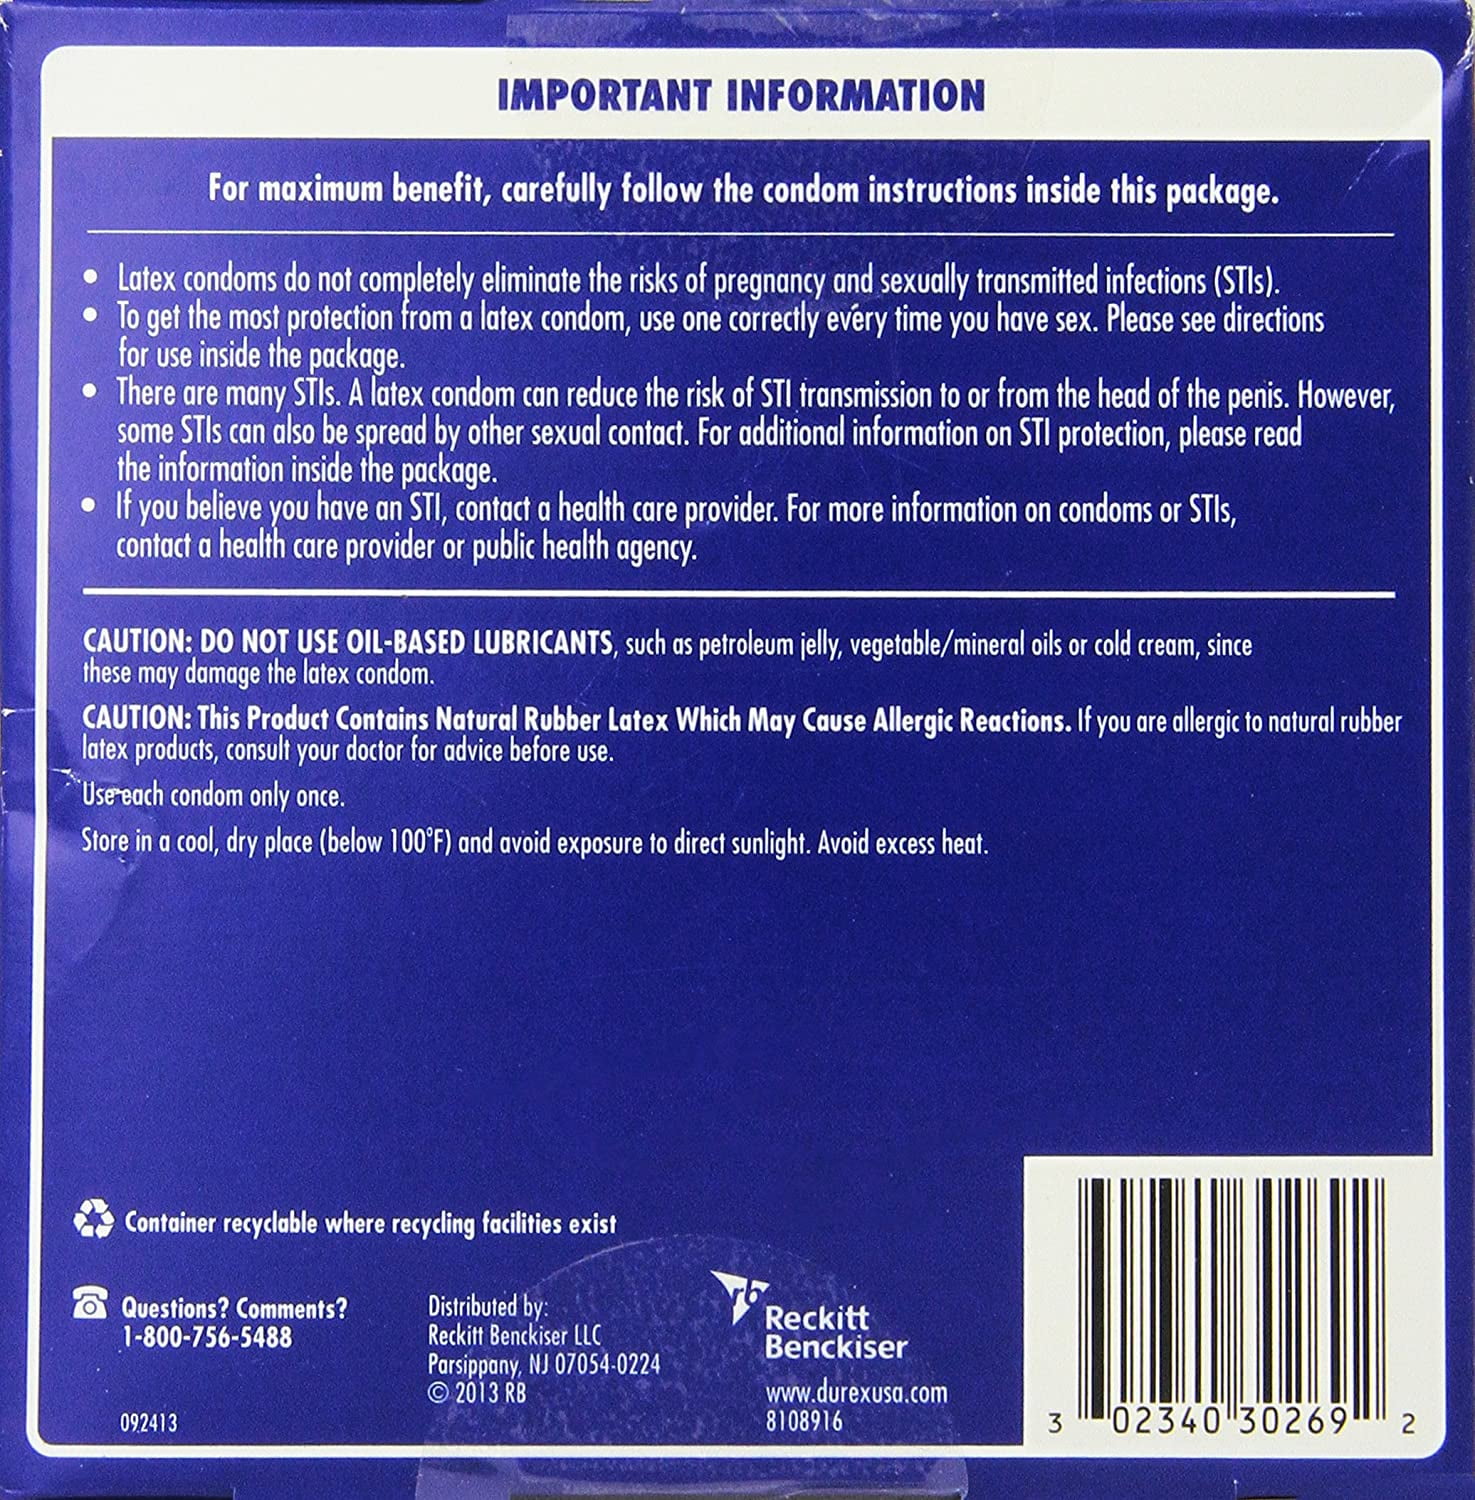 IMPORTANT INFORMATION
For maximum benefit, carefully follow the condom instructions inside this package.
• Latex condoms do not completely eliminate the risks of pregnancy and sexually transmitted infections (STIs).
• To get the most protection from a latex condom, use one correctly every time you have sex. Please see directions
for use inside the package.
• There are many STIs. A latex condom can reduce the risk of STI transmission to or from the head of the penis. However,
some STIs can also be spread by other sexual contact. For additional information on STI protection, please read
the information inside the package.
• If you believe you have an STI, contact a health care provider. For more information on condoms or STIs,
contact a health care provider or public health agency.
CAUTION: DO NOT USE OIL-BASED LUBRICANTS, such as petroleum jelly, vegetable/mineral oils or cold cream, since
these may damage the latex condom.
CAUTION: This Product Contains Natural Rubber Latex Which May Cause Allergic Reactions. If you are allergic to natural rubber
latex products, consult your doctor for advice before use.
Use each condom only once.
Store in a cool, dry place (below 100°F) and avoid exposure to direct sunlight. Avoid excess heat.
Container recyclable where recycling facilities exist
Questions? Comments?
1-800-756-5488
092413
Distributed by:
Reckitt Benckiser LLC
Parsippany, NJ 07054-0224
© 2013 RB
rb
Reckitt
Benckiser
www.durexusa.com
8108916
3 02340 30269 2